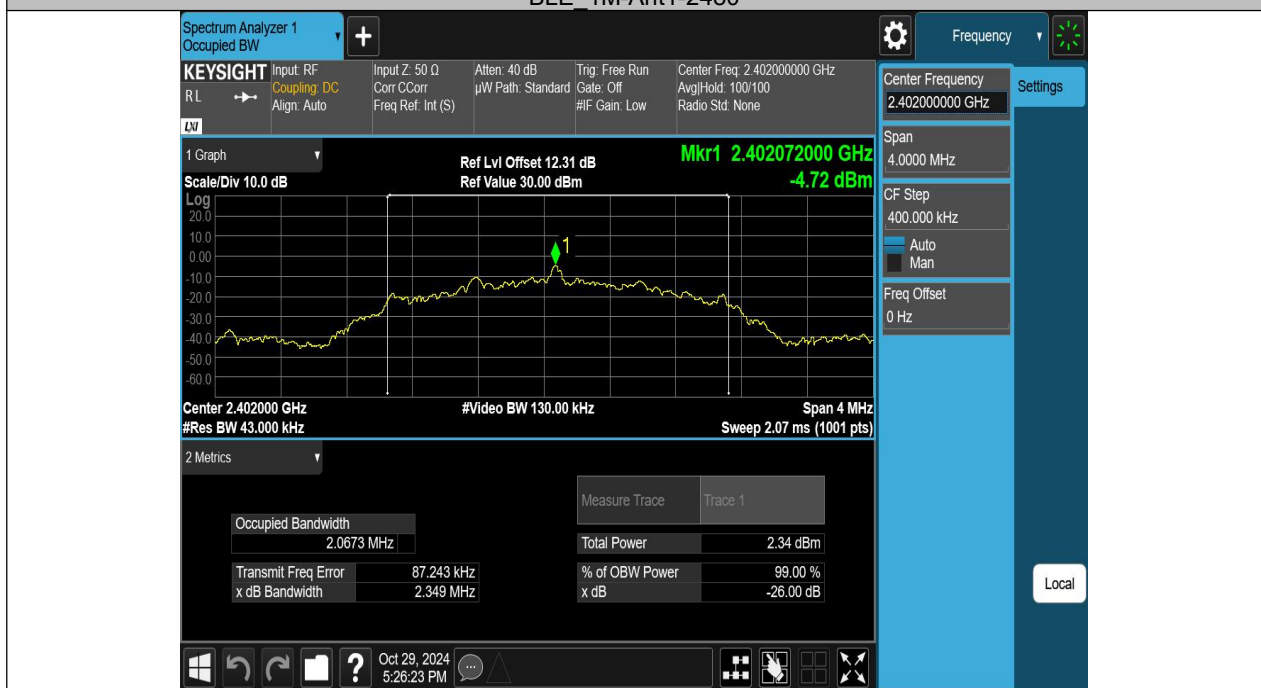 BLE_1M-Ant1-2480
Spectrum Analyzer 1
Occupied BW
Frequency
KEYSIGHT
RL
LXI
Input: RF
Coupling: DC
Align: Auto
Input Z: 50 Ω
Corr CCorr
Freq Ref: Int (S)
Atten: 40 dB
µW Path: Standard
Trig: Free Run
Gate: Off
#IF Gain: Low
Center Freq: 2.402000000 GHz
Avg|Hold: 100/100
Radio Std: None
Center Frequency
2.402000000 GHz
Settings
Span
4.0000 MHz
CF Step
400.000 kHz
Auto
Man
Freq Offset
0 Hz
Local
1 Graph
Scale/Div 10.0 dB
Ref Lvl Offset 12.31 dB
Ref Value 30.00 dBm
Mkr1 2.402072000 GHz
-4.72 dBm
Log
20.0
10.0
0.00
-10.0
-20.0
-30.0
-40.0
-50.0
-60.0
1
Center 2.402000 GHz
#Res BW 43.000 kHz
#Video BW 130.00 kHz
Span 4 MHz
Sweep 2.07 ms (1001 pts)
2 Metrics
Measure Trace Trace 1
Occupied Bandwidth
2.0673 MHz
Total Power 2.34 dBm
Transmit Freq Error 87.243 kHz
% of OBW Power 99.00 %
x dB Bandwidth 2.349 MHz
x dB -26.00 dB
?
Oct 29, 2024
5:26:23 PM